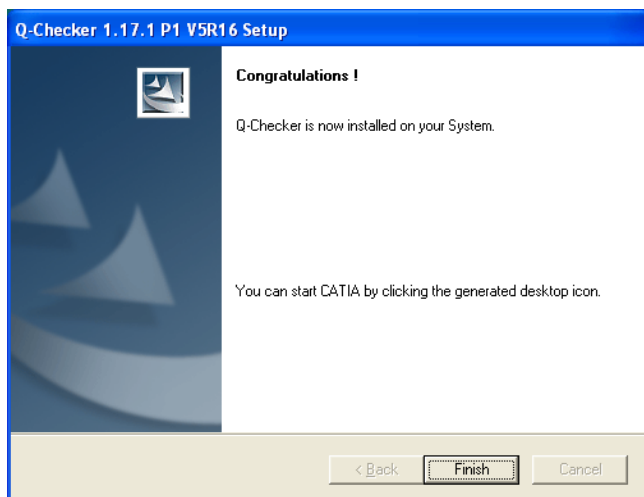 Q-Checker 1.17.1 P1 V5R16 Setup
Congratulations !
Q-Checker is now installed on your System.
You can start CATIA by clicking the generated desktop icon.
< Back
Finish
Cancel